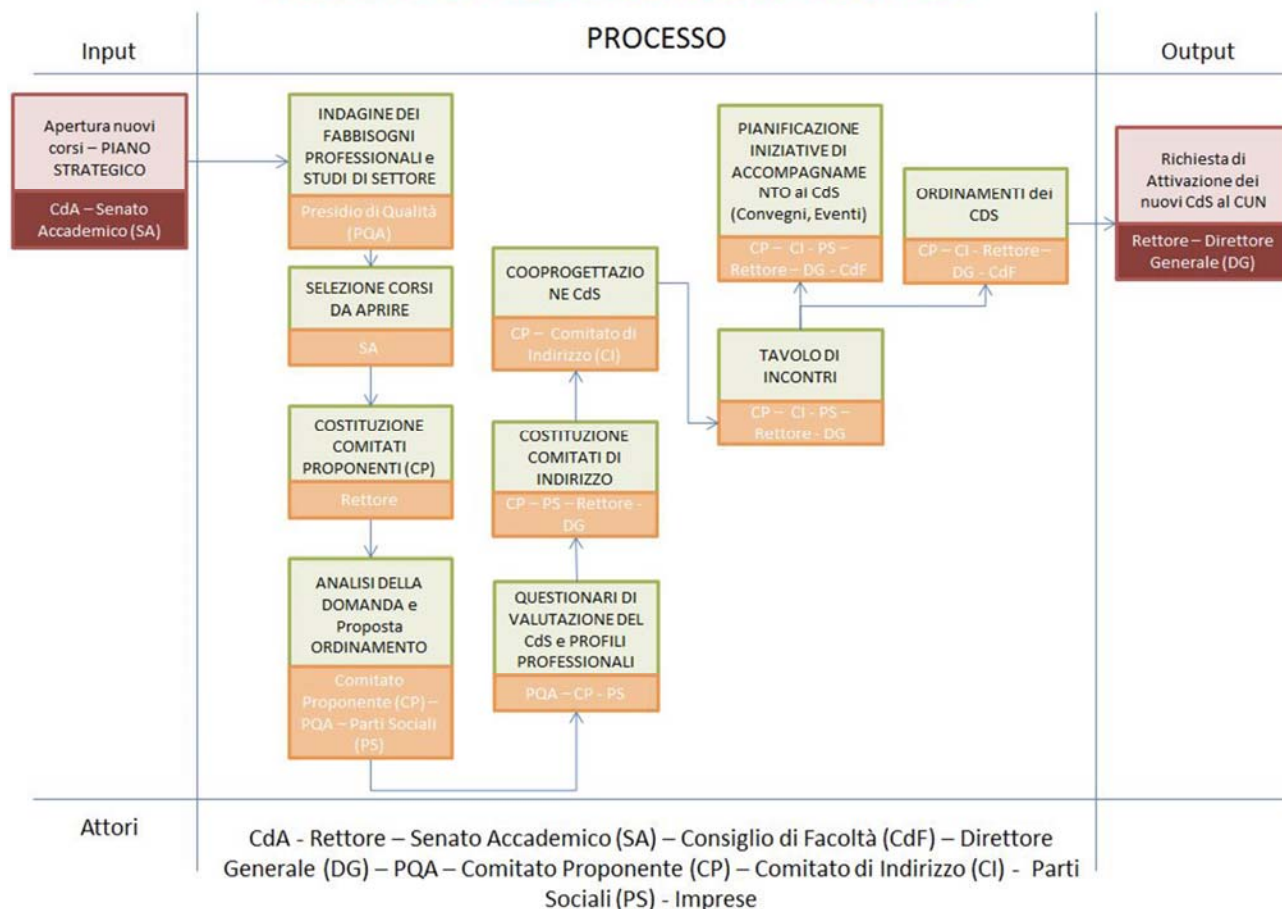 Input
PROCESSO
Output
Apertura nuovi
corsi – PIANO
STRATEGICO
CdA – Senato
Accademico (SA)
INDAGINE DEI
FABBISOGNI
PROFESSIONALI e
STUDI DI SETTORE
Presidio di Qualità
(PQA)
SELEZIONE CORSI
DA APRIRE
SA
COSTITUZIONE
COMITATI
PROPONENTI (CP)
Rettore
ANALISI DELLA
DOMANDA e
Proposta
ORDINAMENTO
Comitato
Proponente (CP) –
PQA – Parti Sociali
(PS)
QUESTIONARI DI
VALUTAZIONE DEL
CdS e PROFILI
PROFESSIONALI
PQA – CP - PS
COSTITUZIONE
COMITATI DI
INDIRIZZO
CP – PS – Rettore -
DG
COOPROGETTAZIO
NE CdS
CP – Comitato di
Indirizzo (CI)
TAVOLO DI
INCONTRI
CP – CI - PS –
Rettore - DG
PIANIFICAZIONE
INIZIATIVE DI
ACCOMPAGNAME
NTO ai CdS
(Convegni, Eventi)
CP – CI - PS –
Rettore – DG - CdF
ORDINAMENTI dei
CDS
CP – CI - Rettore –
DG - CdF
Richiesta di
Attivazione dei
nuovi CdS al CUN
Rettore – Direttore
Generale (DG)
Attori
CdA - Rettore – Senato Accademico (SA) – Consiglio di Facoltà (CdF) – Direttore
Generale (DG) – PQA – Comitato Proponente (CP) – Comitato di Indirizzo (CI) - Parti
Sociali (PS) - Imprese